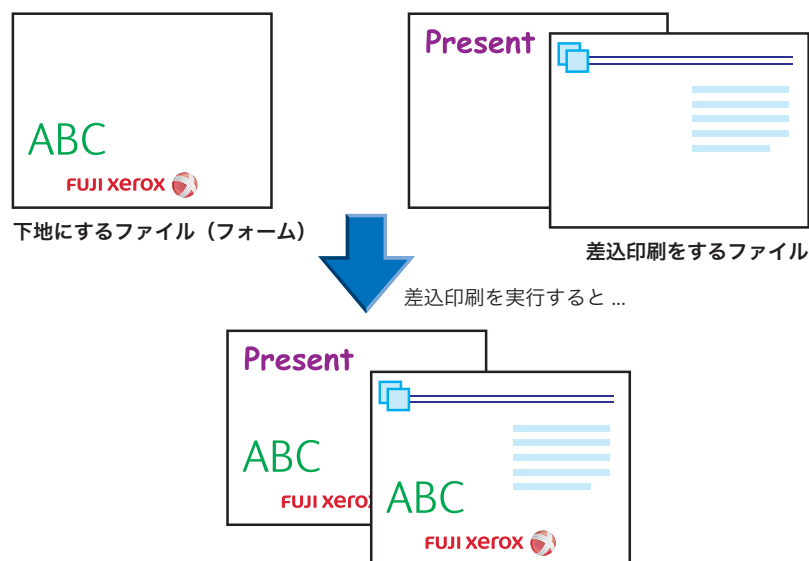 Present
ABC
FUJI xerox
下地にするファイル（フォーム）
差込印刷をするファイル
差込印刷を実行すると ...
Present
ABC
FUJI xero
ABC
FUJI xerox